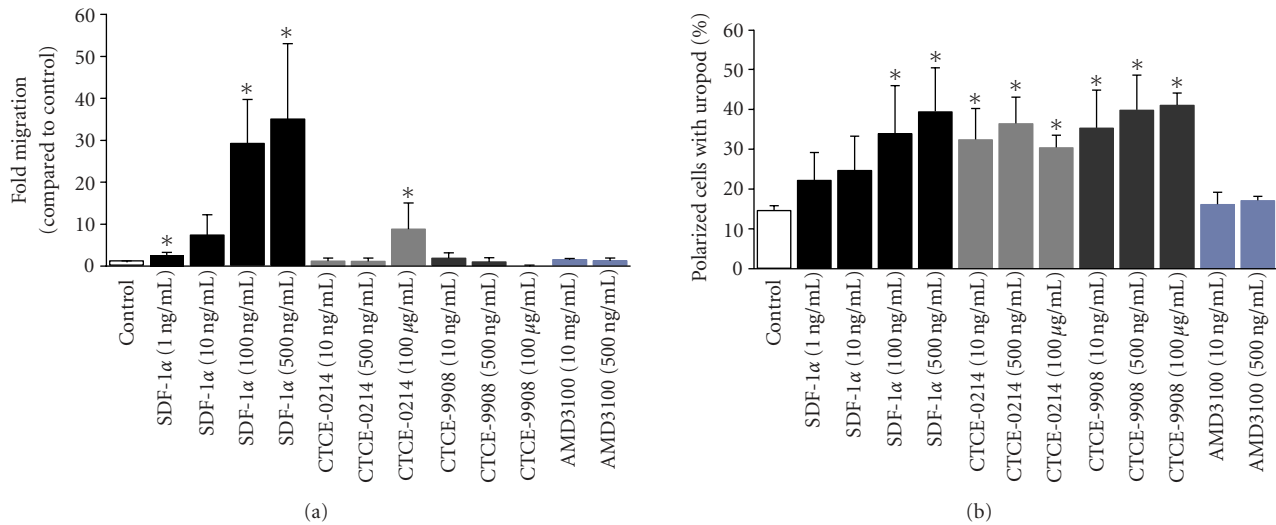 Fold migration
(compared to control)
60
50
40
30
20
10
0
*
*
*
*
Control
SDF-1α (1 ng/mL)
SDF-1α (10 ng/mL)
SDF-1α (100 ng/mL)
SDF-1α (500 ng/mL)
CTCE-0214 (10 ng/mL)
CTCE-0214 (500 ng/mL)
CTCE-0214 (100 µg/mL)
CTCE-9908 (10 ng/mL)
CTCE-9908 (500 ng/mL)
CTCE-9908 (100 µg/mL)
AMD3100 (10 mg/mL)
AMD3100 (500 ng/mL)
(a)
Polarized cells with uropod (%)
60
50
40
30
20
10
0
*
*
*
*
*
*
*
*
Control
SDF-1α (1 ng/mL)
SDF-1α (10 ng/mL)
SDF-1α (100 ng/mL)
SDF-1α (500 ng/mL)
CTCE-0214 (10 ng/mL)
CTCE-0214 (500 ng/mL)
CTCE-0214 (100 µg/mL)
CTCE-9908 (10 ng/mL)
CTCE-9908 (500 ng/mL)
CTCE-9908 (100 µg/mL)
AMD3100 (10 ng/mL)
AMD3100 (500 ng/mL)
(b)